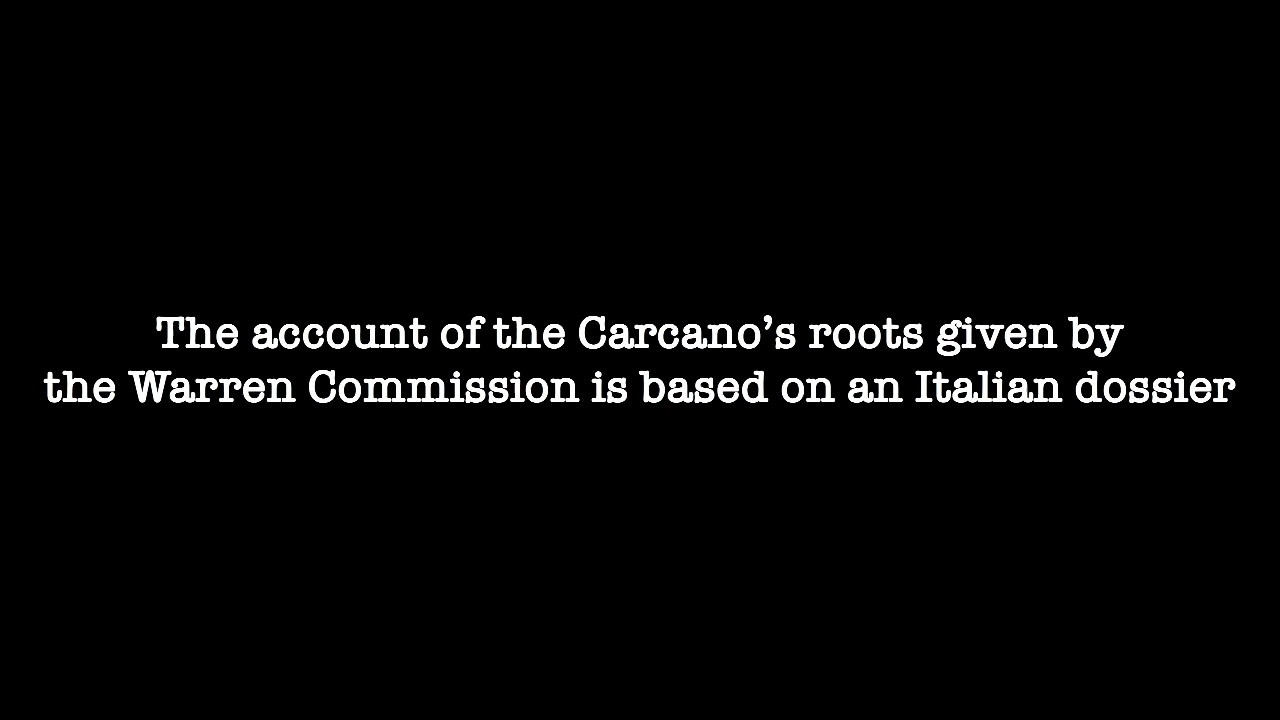 The account of the Carcano’s roots given by
the Warren Commission is based on an Italian dossier